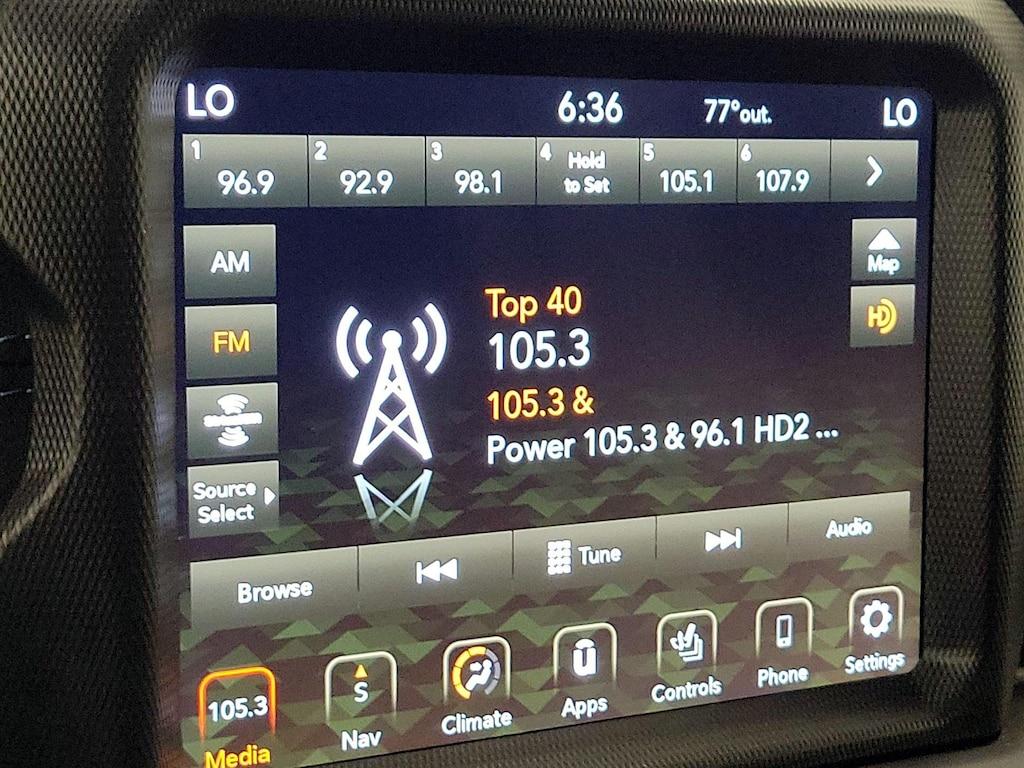 LO 6:36 77°out. LO
1 2 3 4 Hold 5 6
96.9 92.9 98.1 to Set 105.1 107.9
AM
Map
Top 40
HD
FM
105.3
105.3 &
Power 105.3 & 96.1 HD2 ...
Source
Select
Browse Tune Audio
105.3 S
Media Nav Climate Apps Controls Phone Settings